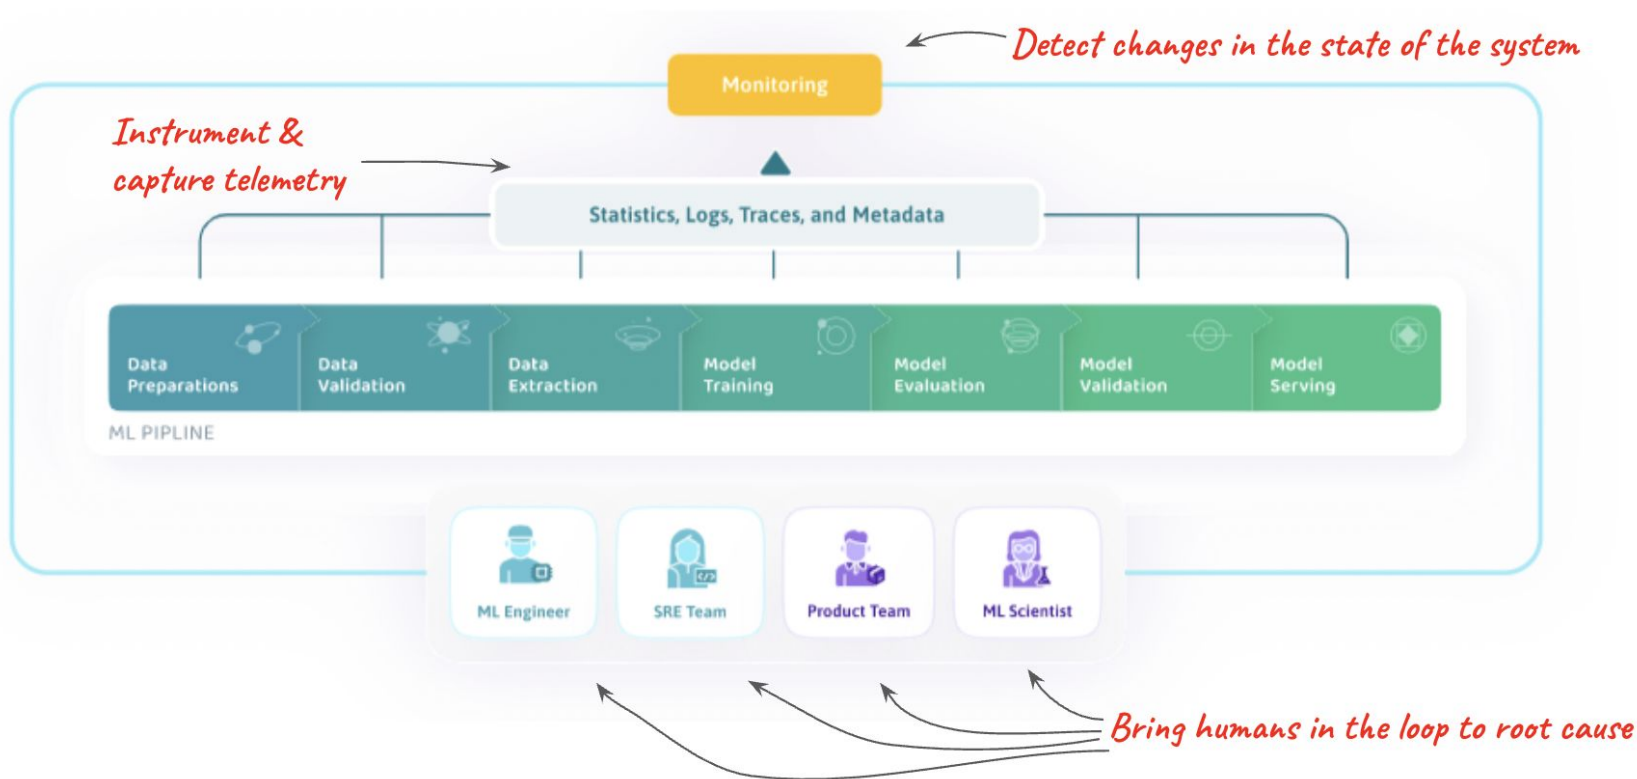 Detect changes in the state of the system
Monitoring
Instrument &
capture telemetry
Statistics, Logs, Traces, and Metadata
Data
Preparations
Data
Validation
Data
Extraction
Model
Training
Model
Evaluation
Model
Validation
Model
Serving
ML PIPLINE
ML Engineer
SRE Team
Product Team
ML Scientist
Bring humans in the loop to root cause